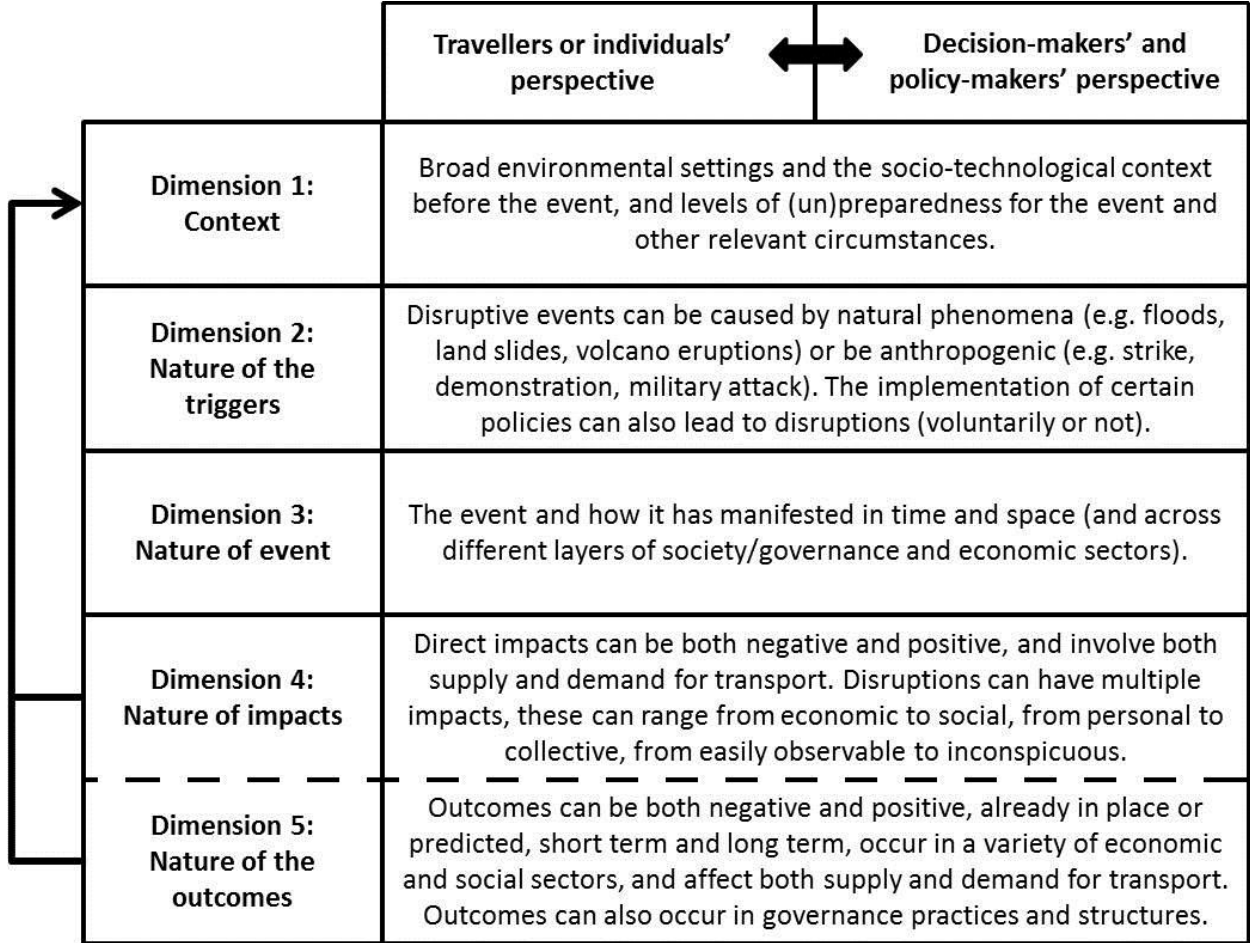 Travellers or individuals’
perspective
Decision-makers’ and
policy-makers’ perspective
Dimension 1:
Context
Broad environmental settings and the socio-technological context
before the event, and levels of (un)preparedness for the event and
other relevant circumstances.
Dimension 2:
Nature of the
triggers
Disruptive events can be caused by natural phenomena (e.g. floods,
land slides, volcano eruptions) or be anthropogenic (e.g. strike,
demonstration, military attack). The implementation of certain
policies can also lead to disruptions (voluntarily or not).
Dimension 3:
Nature of event
The event and how it has manifested in time and space (and across
different layers of society/governance and economic sectors).
Dimension 4:
Nature of impacts
Direct impacts can be both negative and positive, and involve both
supply and demand for transport. Disruptions can have multiple
impacts, these can range from economic to social, from personal to
collective, from easily observable to inconspicuous.
Dimension 5:
Nature of the
outcomes
Outcomes can be both negative and positive, already in place or
predicted, short term and long term, occur in a variety of economic
and social sectors, and affect both supply and demand for transport.
Outcomes can also occur in governance practices and structures.